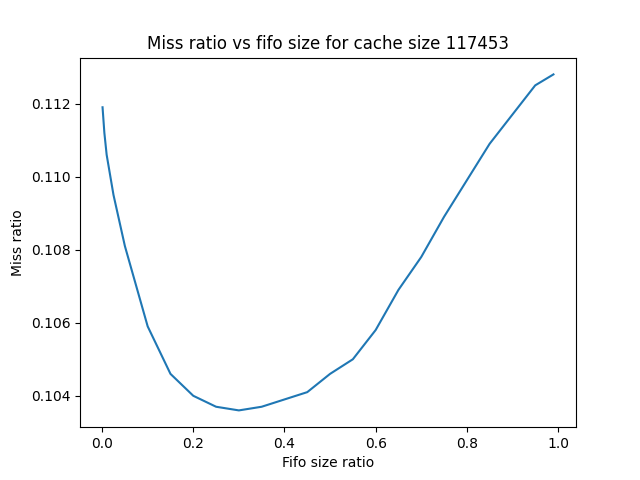 Miss ratio vs fifo size for cache size 117453
0.112
0.110
0.108
0.106
0.104
Miss ratio
0.0 0.2 0.4 0.6 0.8 1.0
Fifo size ratio